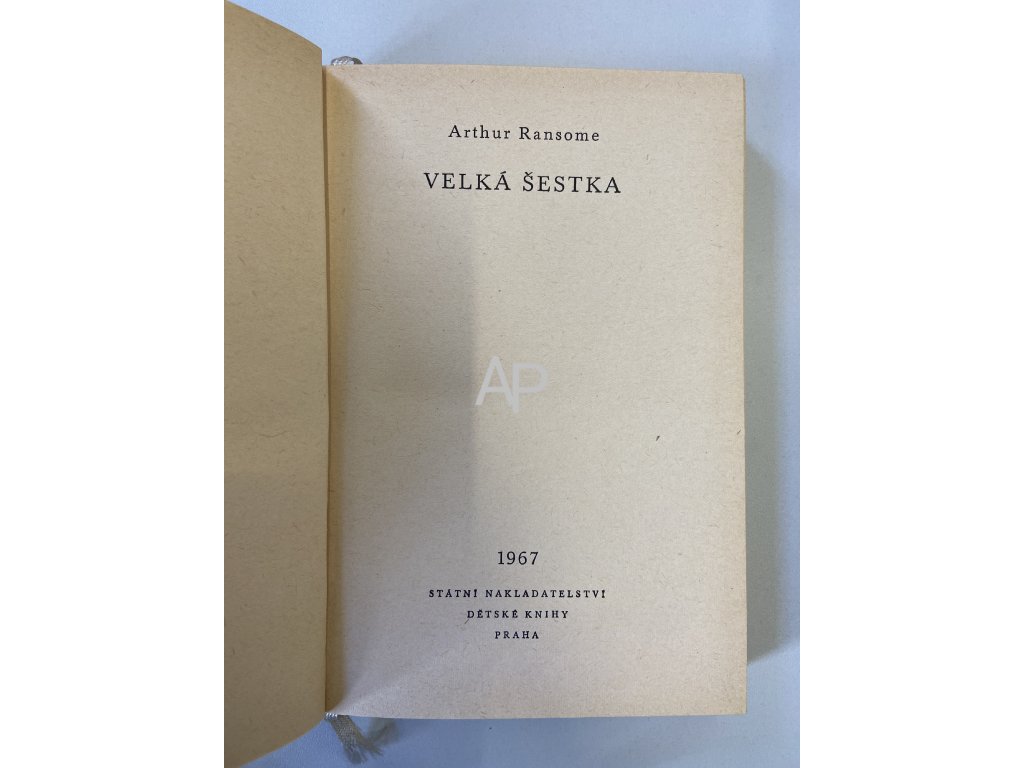 Arthur Ransome
VELKÁ ŠESTKA
AP
1967
STÁTNÍ NAKLADATELSTVÍ
DĚTSKÉ KNIHY
PRAHA